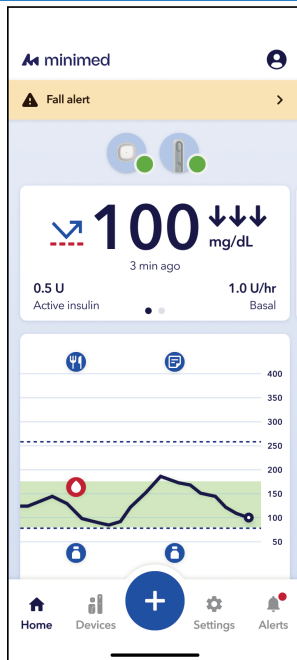 minimed
Fall alert
100
mg/dL
3 min ago
0.5 U
1.0 U/hr
Active insulin
Basal
400
350
300
250
200
150
100
50
Home
Devices
Settings
Alerts